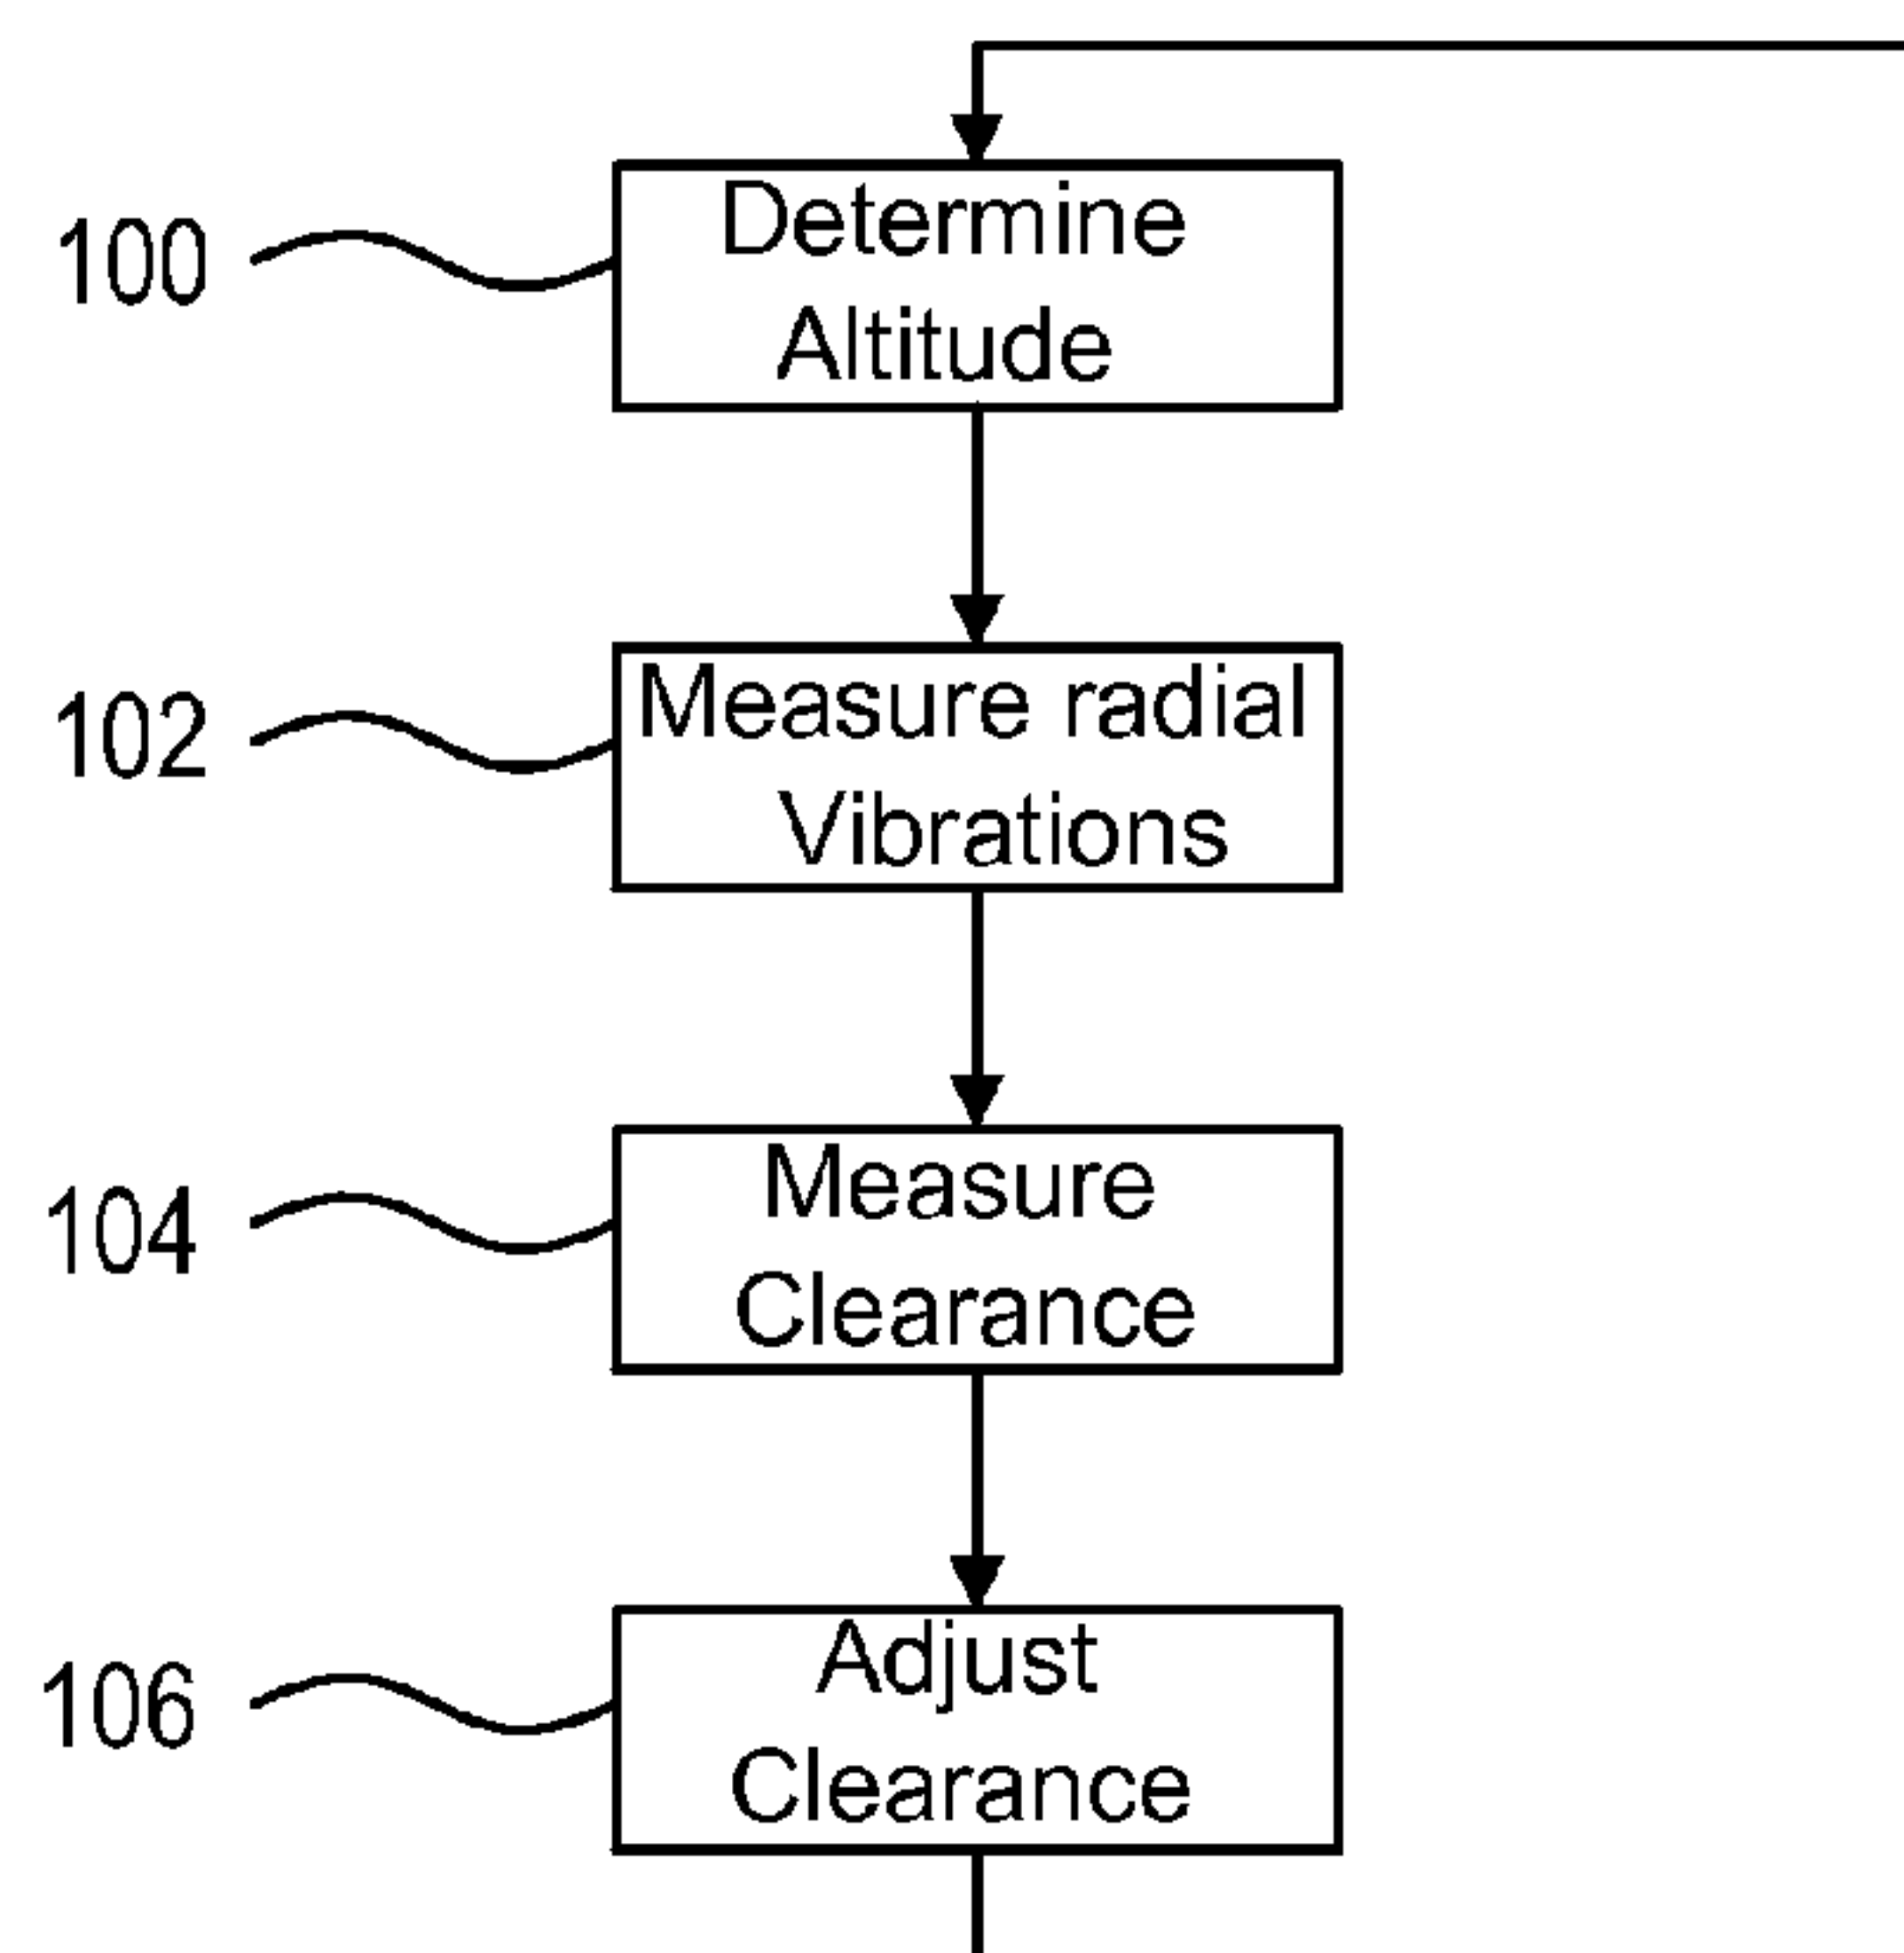 100
Determine
Altitude
102
Measure radial
Vibrations
104
Measure
Clearance
106
Adjust
Clearance